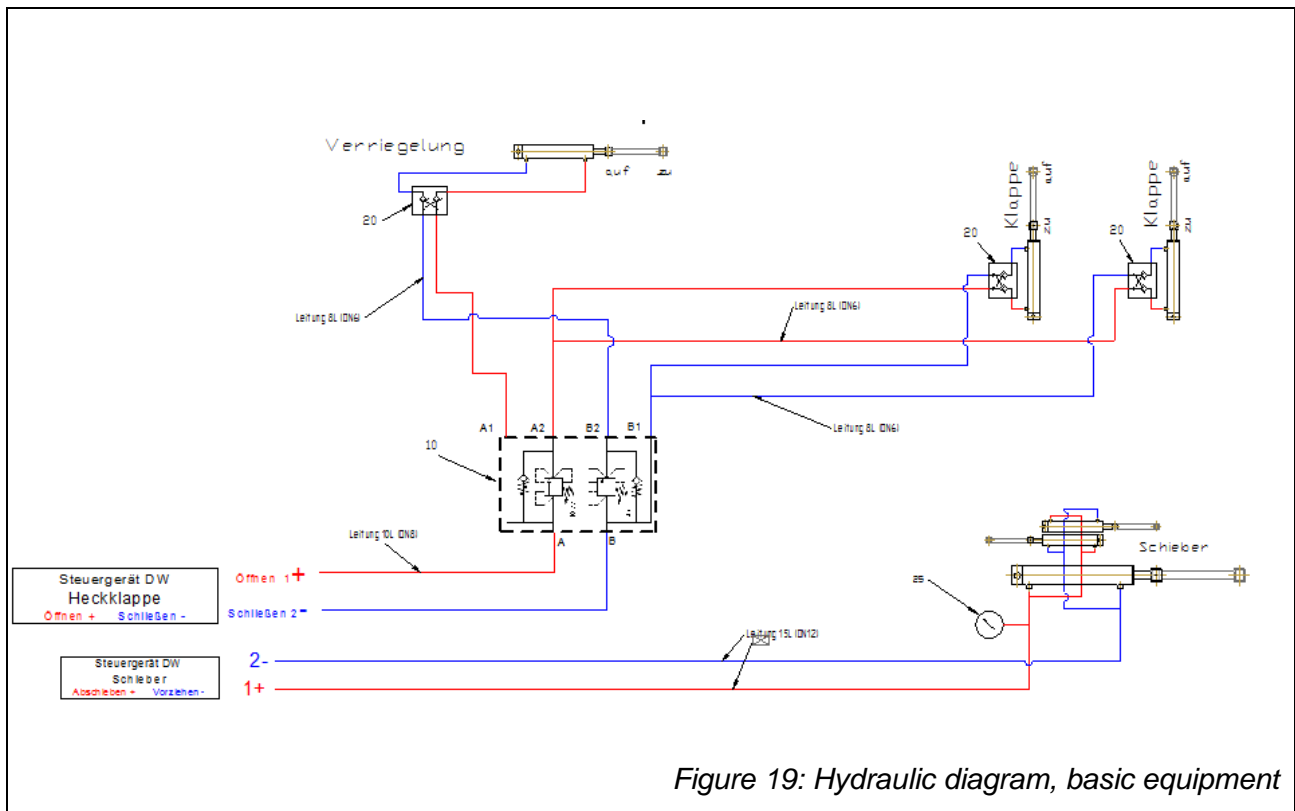 Verriegelung
auf
zu
20
Klappe
auf
zu
20
Klappe
auf
zu
20
Leitung 8L (DN6)
Leitung 8L (DN6)
Leitung 8L (DN6)
A1
A2
B2
B1
10
A
B
Leitung 10L (DN8)
Steuergerät DW
Heckklappe
Öffnen + Schließen -
Öffnen 1+
Schließen 2-
Schieber
25
Leitung 15L (DN12)
Steuergerät DW
Schieber
Abschieben + Vorziehen -
2-
1+
Figure 19: Hydraulic diagram, basic equipment